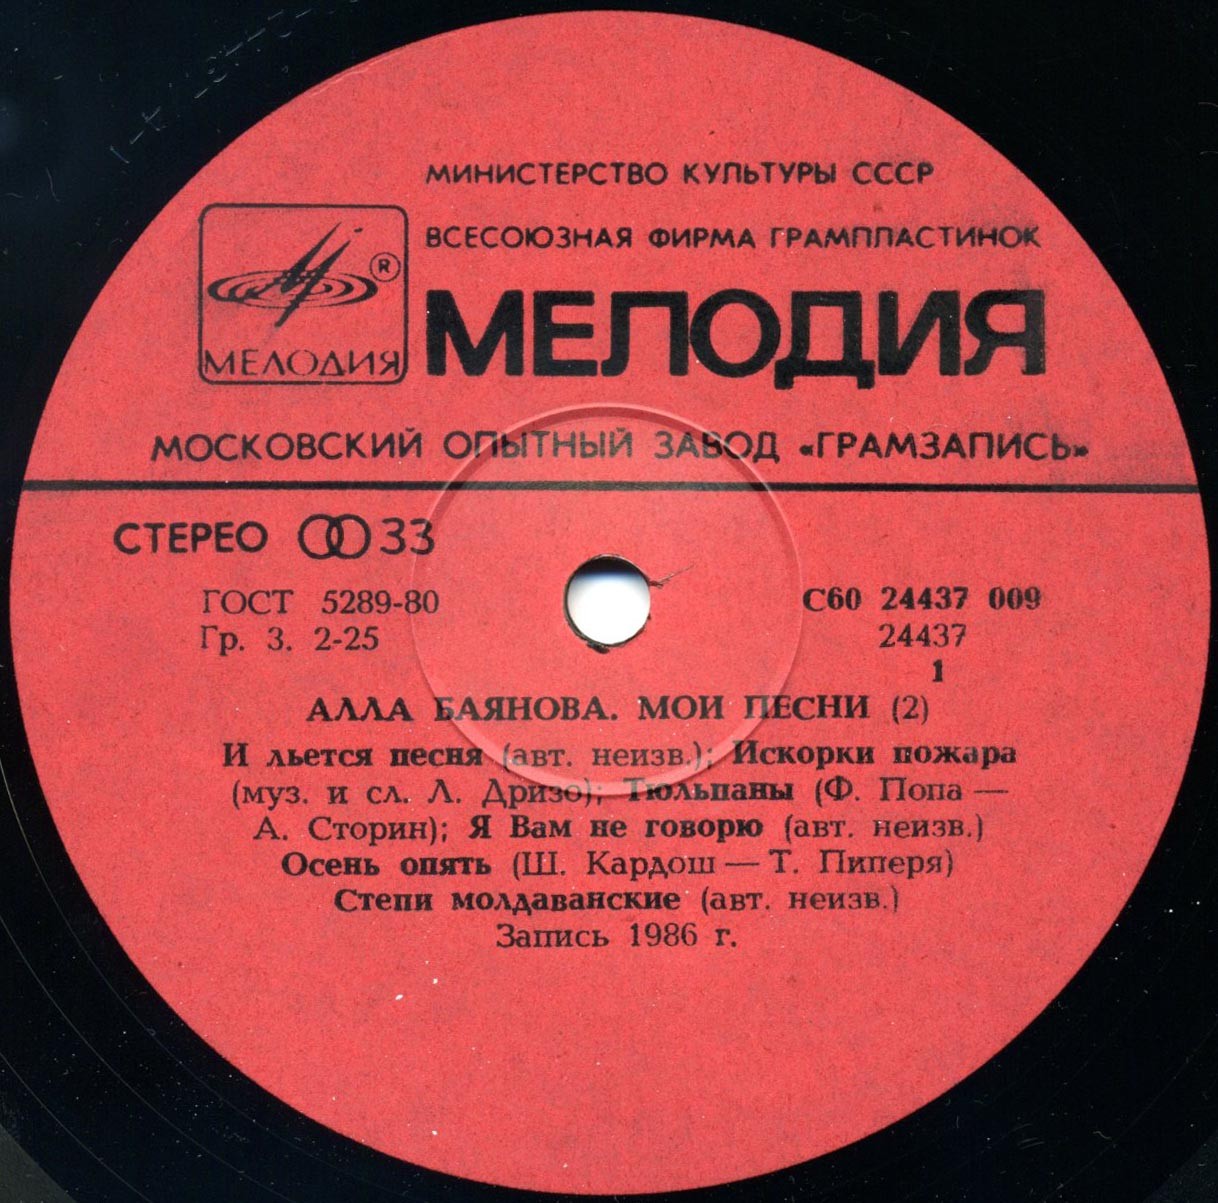 МИНИСТЕРСТВО КУЛЬТУРЫ СССР
ВСЕСОЮЗНАЯ ФИРМА ГРАМПЛАСТИНОК
®
МЕЛОДИЯ
МЕЛОДИЯ
МОСКОВСКИЙ ОПЫТНЫЙ ЗАВОД «ГРАМЗАПИСЬ»
СТЕРЕО 33
ГОСТ 5289-80
Гр. 3. 2-25
С60 24437 009
24437
1
АЛЛА БАЯНОВА. МОИ ПЕСНИ (2)
И льется песня (авт. неизв.); Искорки пожара
(муз. и сл. Л. Дризо); Тюльпаны (Ф. Попа —
А. Сторин); Я Вам не говорю (авт. неизв.)
Осень опять (Ш. Кардош — Т. Пиперя)
Степи молдаванские (авт. неизв.)
Запись 1986 г.